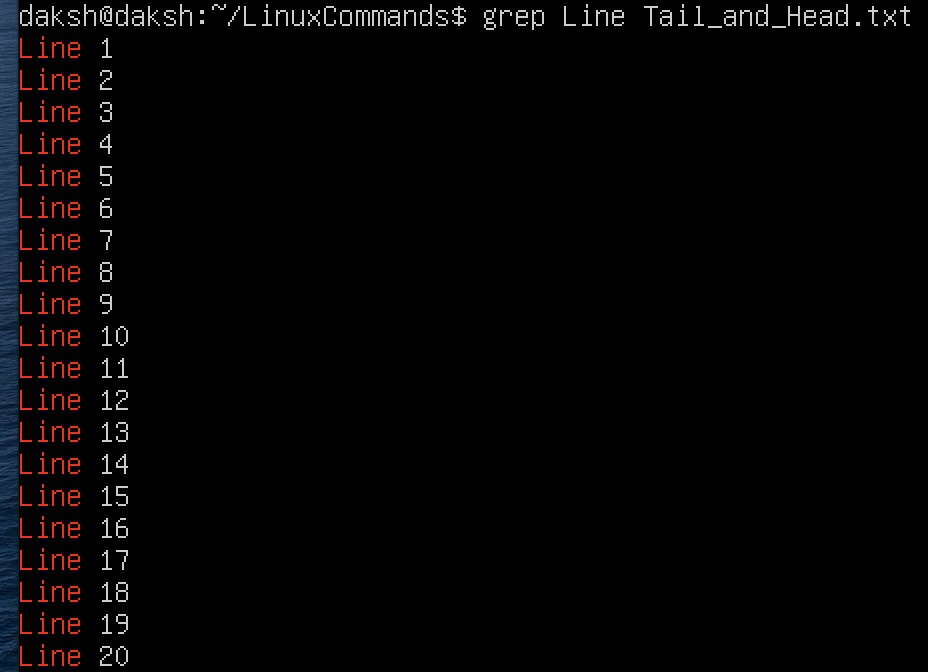 daksh@daksh:~/LinuxCommands$ grep Line Tail_and_Head.txt
Line 1
Line 2
Line 3
Line 4
Line 5
Line 6
Line 7
Line 8
Line 9
Line 10
Line 11
Line 12
Line 13
Line 14
Line 15
Line 16
Line 17
Line 18
Line 19
Line 20